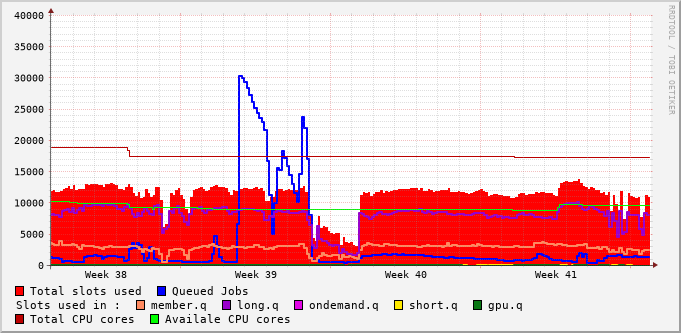 40000
35000
30000
25000
20000
15000
10000
5000
0
Week 38 Week 39 Week 40 Week 41
Total slots used Queued Jobs
Slots used in : member.q long.q ondemand.q short.q gpu.q
Total CPU cores Availale CPU cores
RRDTOOL / TOBI OETIKER